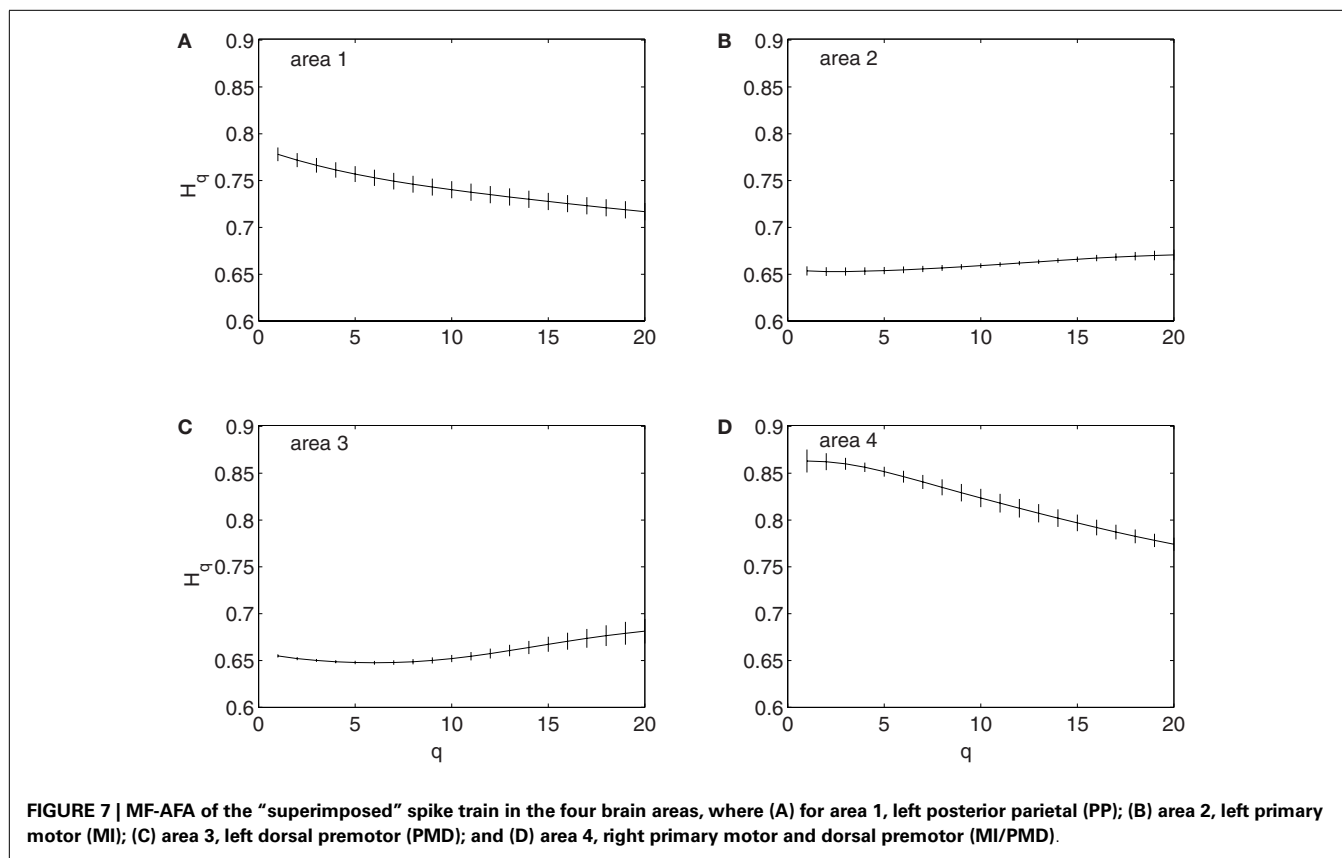 A
area 1
0.9
0.85
0.8
0.75
0.7
0.65
0.6
H_q
0 5 10 15 20
B
area 2
0.9
0.85
0.8
0.75
0.7
0.65
0.6
0 5 10 15 20
C
area 3
0.9
0.85
0.8
0.75
0.7
0.65
0.6
H_q
0 5 10 15 20
q
D
area 4
0.9
0.85
0.8
0.75
0.7
0.65
0.6
0 5 10 15 20
q
FIGURE 7 | MF-AFA of the “superimposed” spike train in the four brain areas, where (A) for area 1, left posterior parietal (PP); (B) area 2, left primary
motor (MI); (C) area 3, left dorsal premotor (PMD); and (D) area 4, right primary motor and dorsal premotor (MI/PMD).